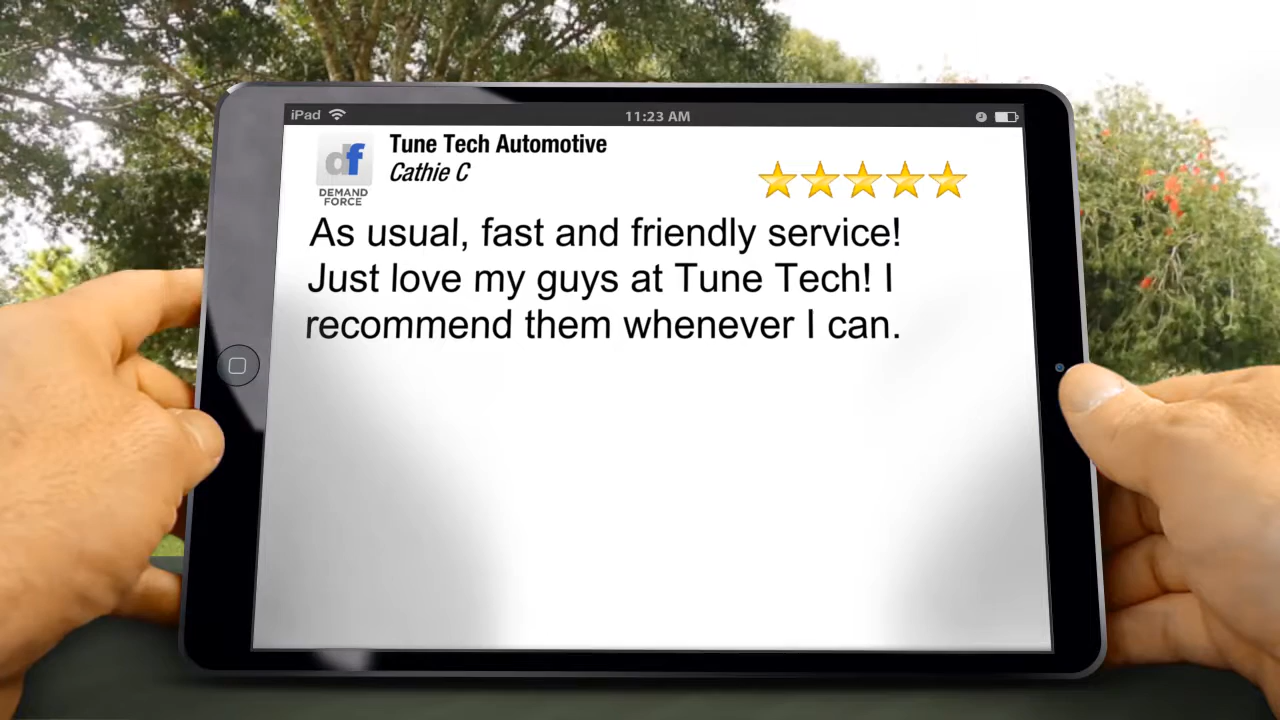 iPad
11:23 AM
Tune Tech Automotive
Cathie C
df
DEMAND
FORCE
As usual, fast and friendly service!
Just love my guys at Tune Tech! I
recommend them whenever I can.